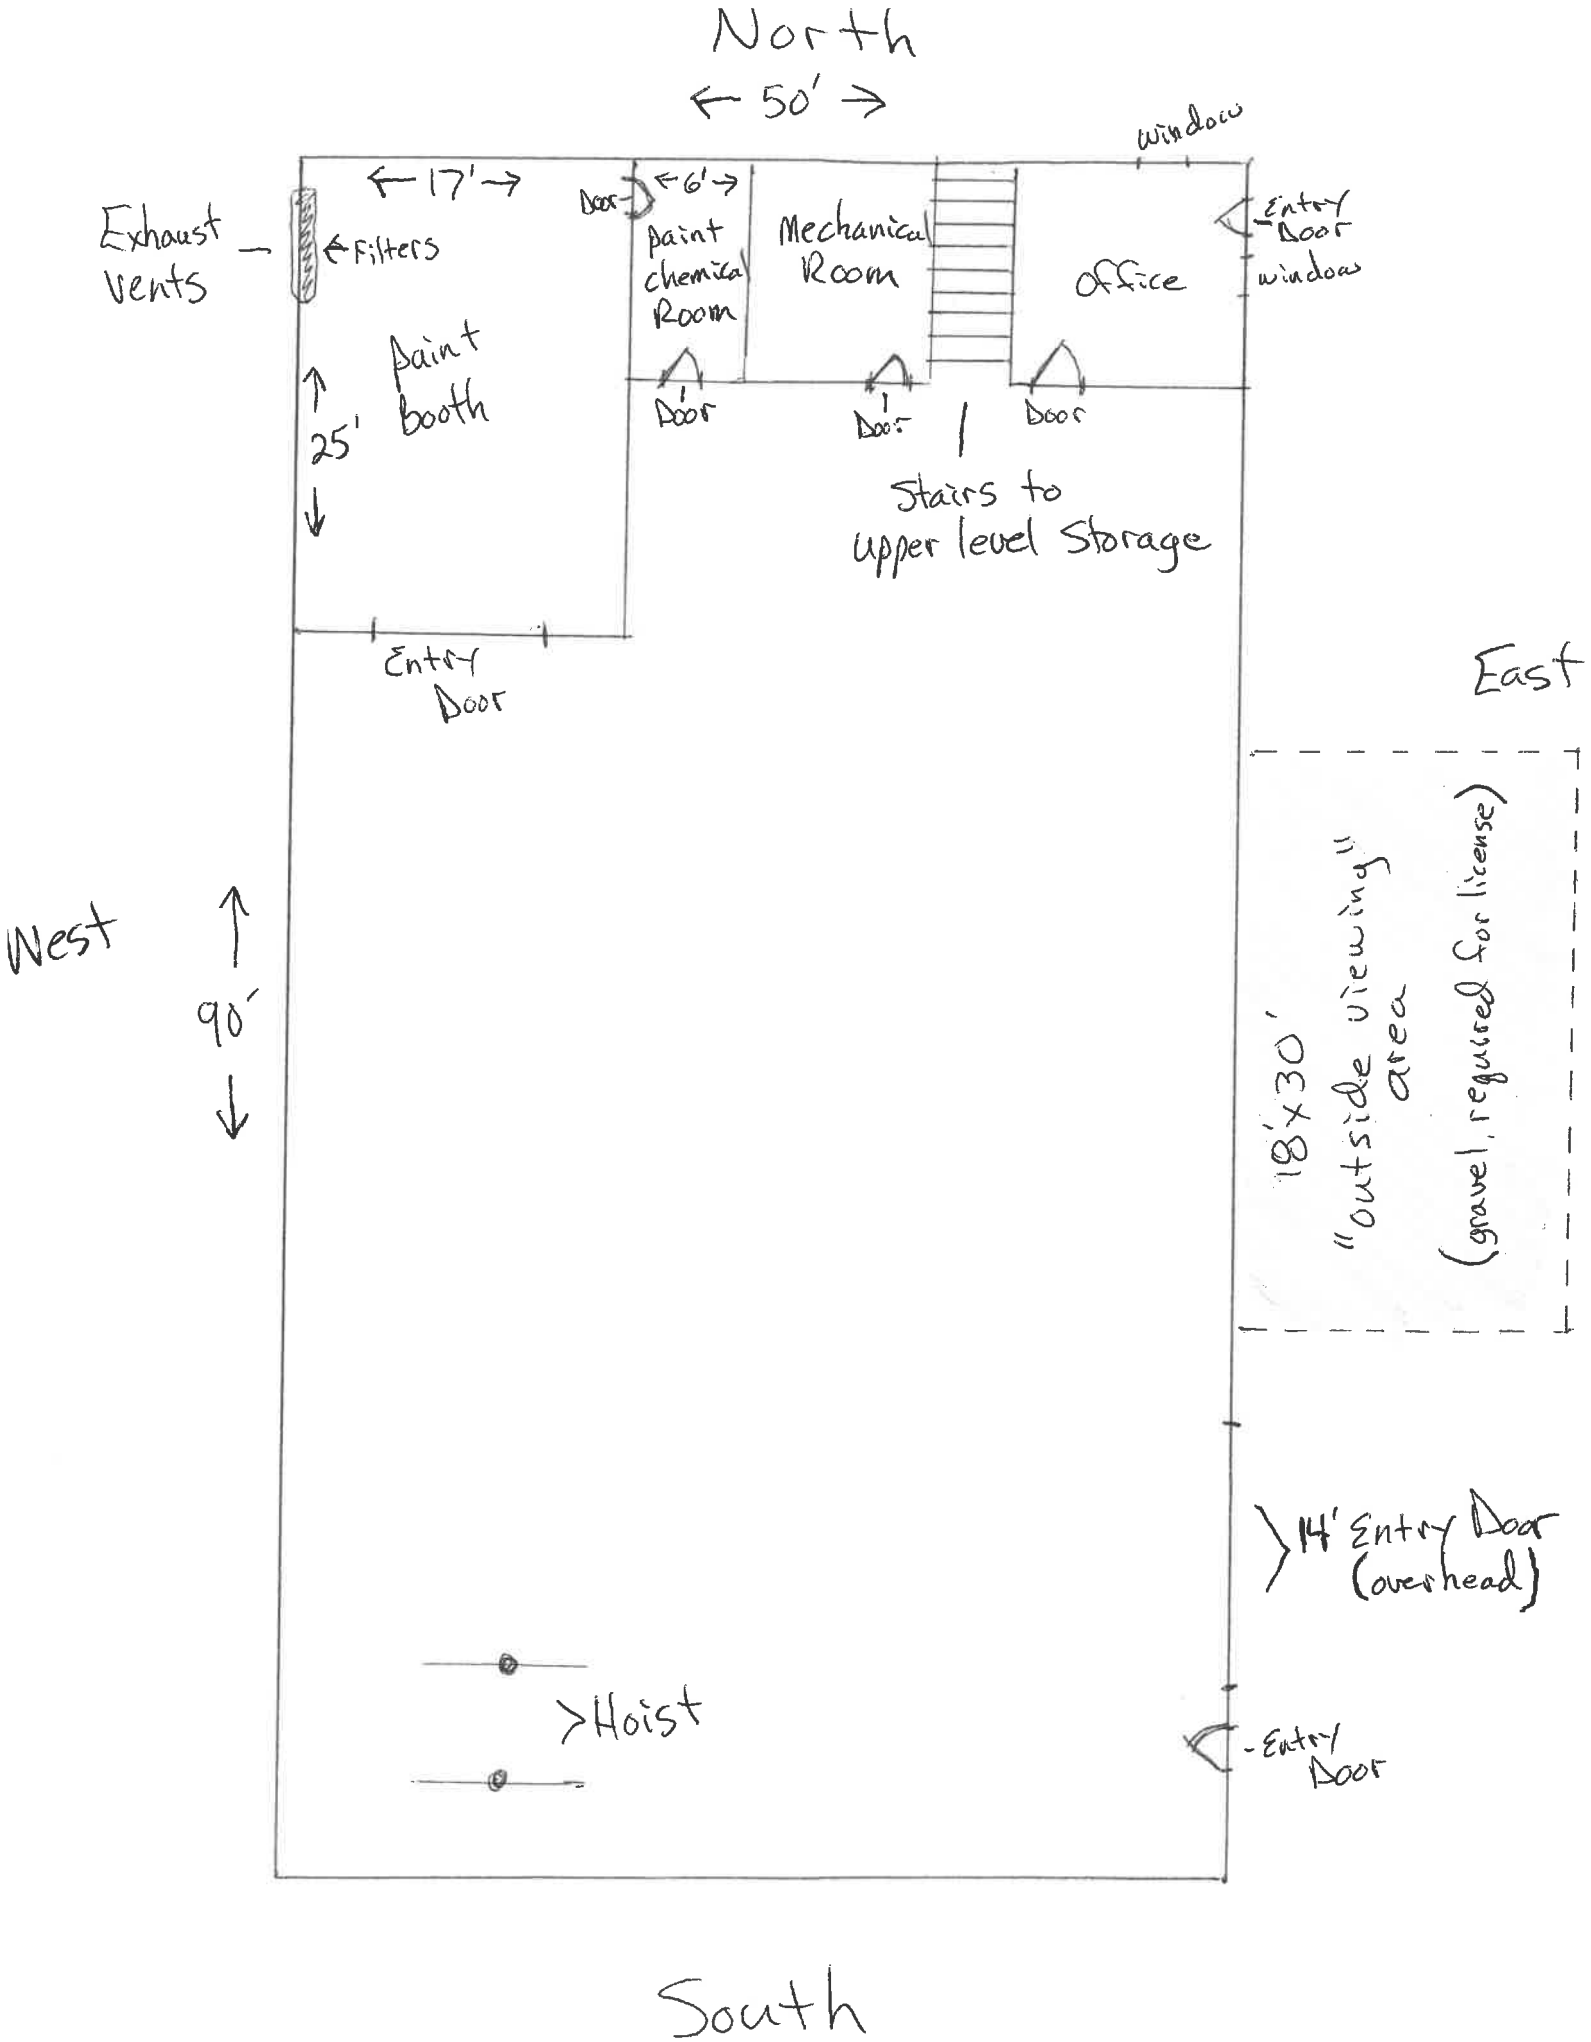 North
← 50' →
window
← 17' →
Door
← 6' →
Exhaust
vents
← Filters
paint
chemical
Room
Mechanical
Room
office
Entry
Door
window
paint
booth
25'
Door
Door
Door
Stairs to
upper level Storage
Entry
Door
East
West
90'
18'x30'
"outside viewing"
area
(gravel, required for license)
14' Entry Door
(overhead)
Hoist
Entry
Door
South